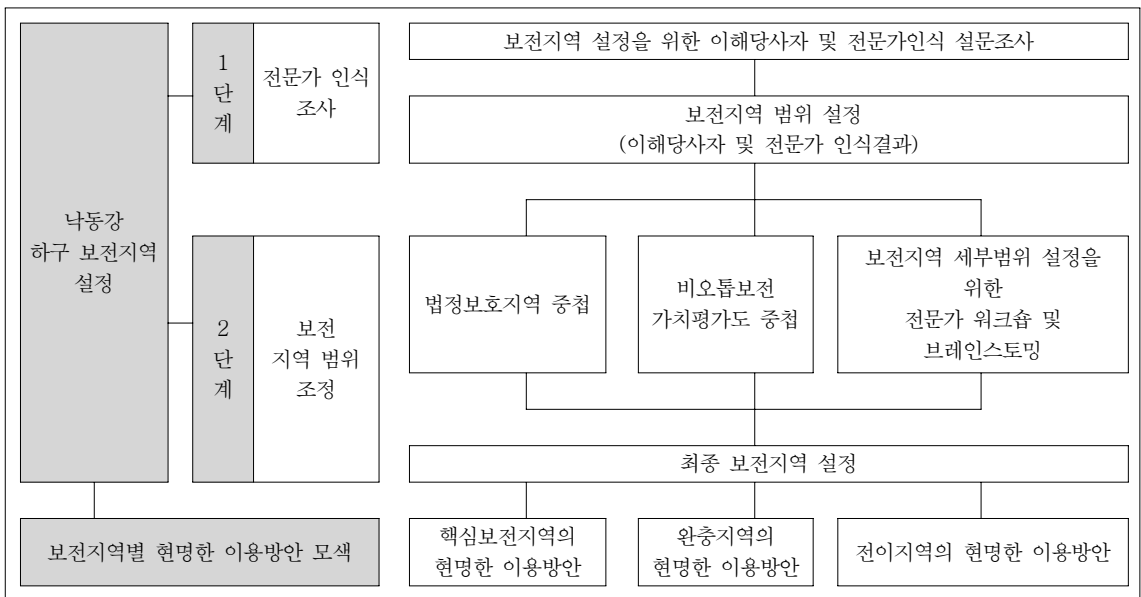 낙동강
하구 보전지역
설정
1
단
계
전문가 인식
조사
보전지역 설정을 위한 이해당사자 및 전문가인식 설문조사
보전지역 범위 설정
(이해당사자 및 전문가 인식결과)
2
단
계
보전
지역 범위
조정
법정보호지역 중첩
비오톱보전
가치평가도 중첩
보전지역 세부범위 설정을
위한
전문가 워크숍 및
브레인스토밍
최종 보전지역 설정
보전지역별 현명한 이용방안 모색
핵심보전지역의
현명한 이용방안
완충지역의
현명한 이용방안
전이지역의 현명한 이용방안